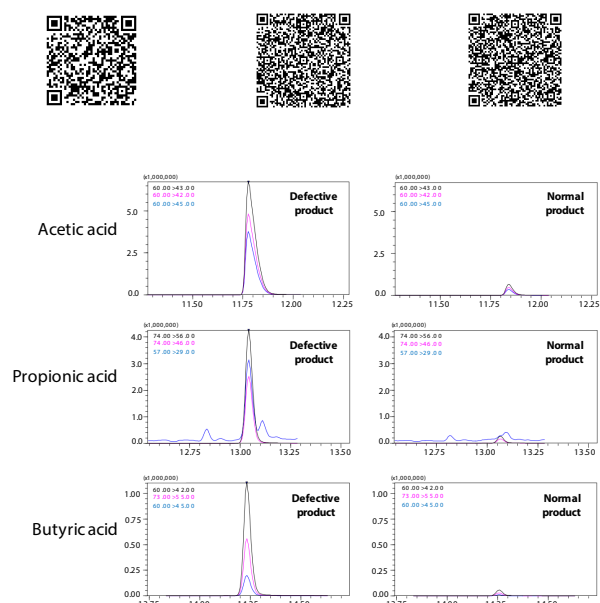 (x1,000,000)
60.00 >43.00
60.00 >42.00
60.00 >45.00
Defective
product
5.0
2.5
0.0
11.50 11.75 12.00 12.25
Acetic acid
(x1,000,000)
60.00 >43.00
60.00 >42.00
60.00 >45.00
Normal
product
5.0
2.5
0.0
11.50 11.75 12.00 12.25
(x1,000,000)
74.00 >56.00
74.00 >46.00
57.00 >29.00
Defective
product
4.0
3.0
2.0
1.0
0.0
12.75 13.00 13.25 13.50
Propionic acid
(x1,000,000)
74.00 >56.00
74.00 >46.00
57.00 >29.00
Normal
product
4.0
3.0
2.0
1.0
0.0
12.75 13.00 13.25 13.50
(x1,000,000)
60.00 >42.00
73.00 >55.00
60.00 >45.00
Defective
product
1.00
0.75
0.50
0.25
0.00
Butyric acid
(x1,000,000)
60.00 >42.00
73.00 >55.00
60.00 >45.00
Normal
product
1.00
0.75
0.50
0.25
0.00